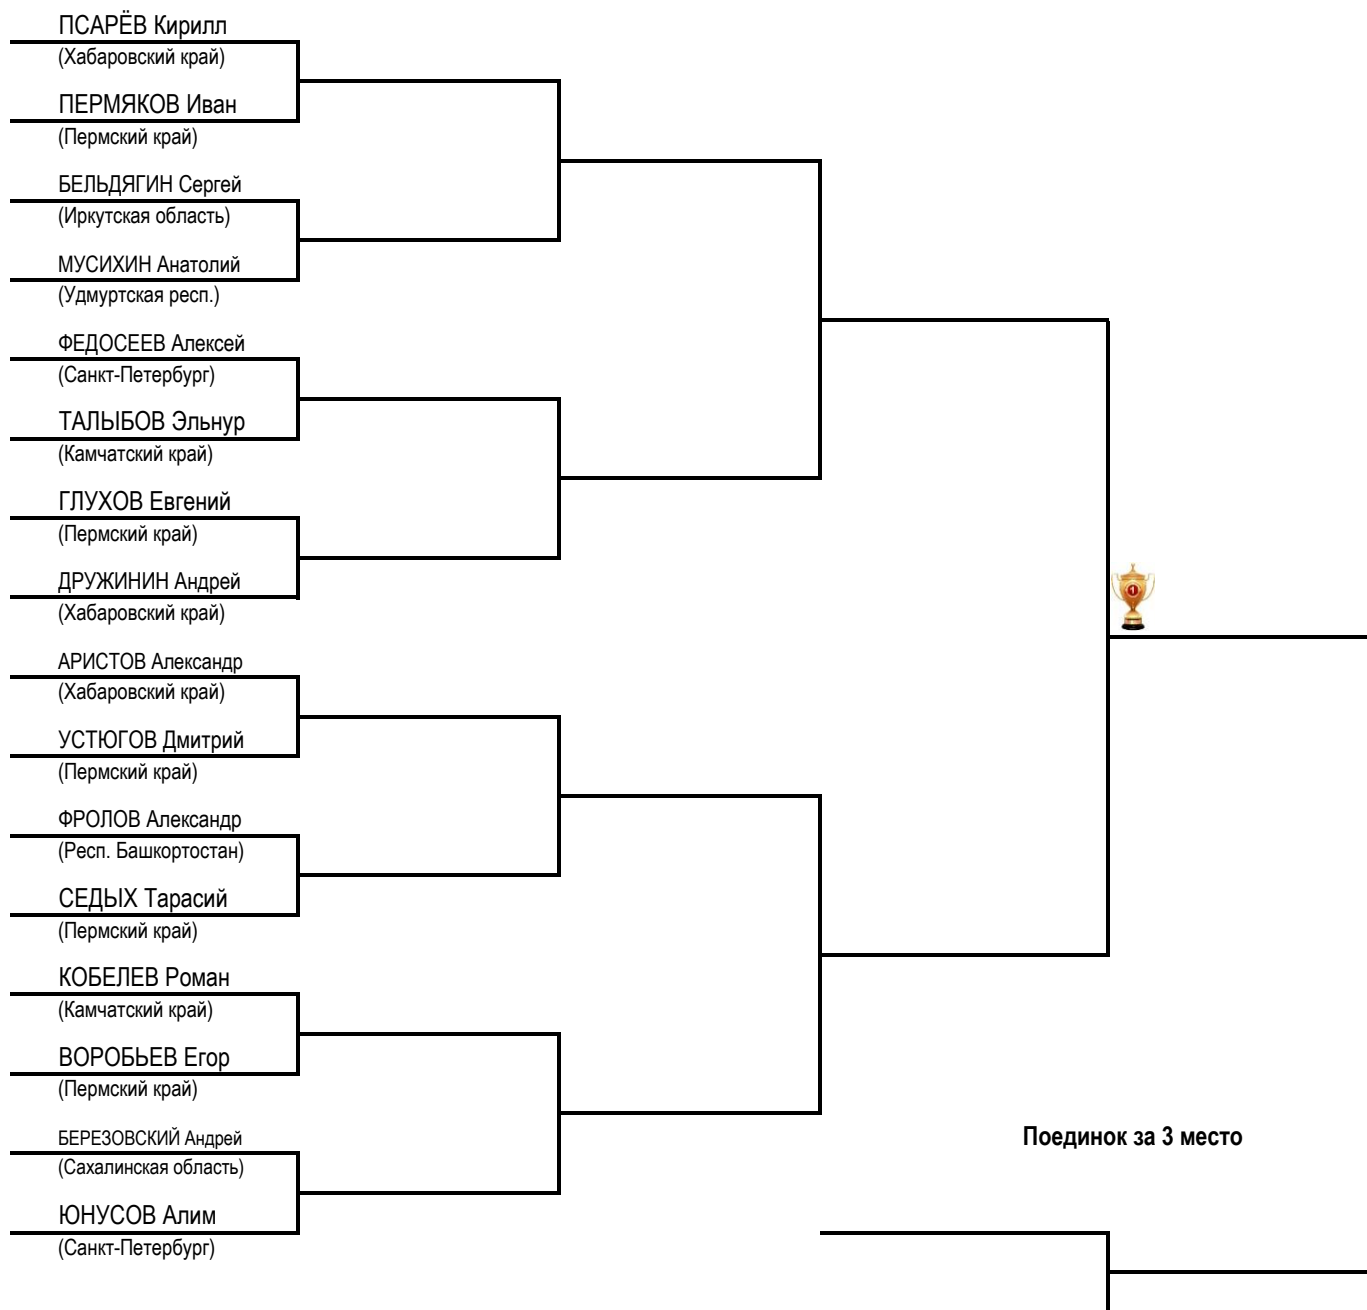 ПСАРЁВ Кирилл
(Хабаровский край)
ПЕРМЯКОВ Иван
(Пермский край)
БЕЛЬДЯГИН Сергей
(Иркутская область)
МУСИХИН Анатолий
(Удмуртская респ.)
ФЕДОСЕЕВ Алексей
(Санкт-Петербург)
ТАЛЫБОВ Эльнур
(Камчатский край)
ГЛУХОВ Евгений
(Пермский край)
ДРУЖИНИН Андрей
(Хабаровский край)
1
АРИСТОВ Александр
(Хабаровский край)
УСТЮГОВ Дмитрий
(Пермский край)
ФРОЛОВ Александр
(Респ. Башкортостан)
СЕДЫХ Тарасий
(Пермский край)
КОБЕЛЕВ Роман
(Камчатский край)
ВОРОБЬЕВ Егор
(Пермский край)
БЕРЕЗОВСКИЙ Андрей
(Сахалинская область)
ЮНУСОВ Алим
(Санкт-Петербург)
Поединок за 3 место